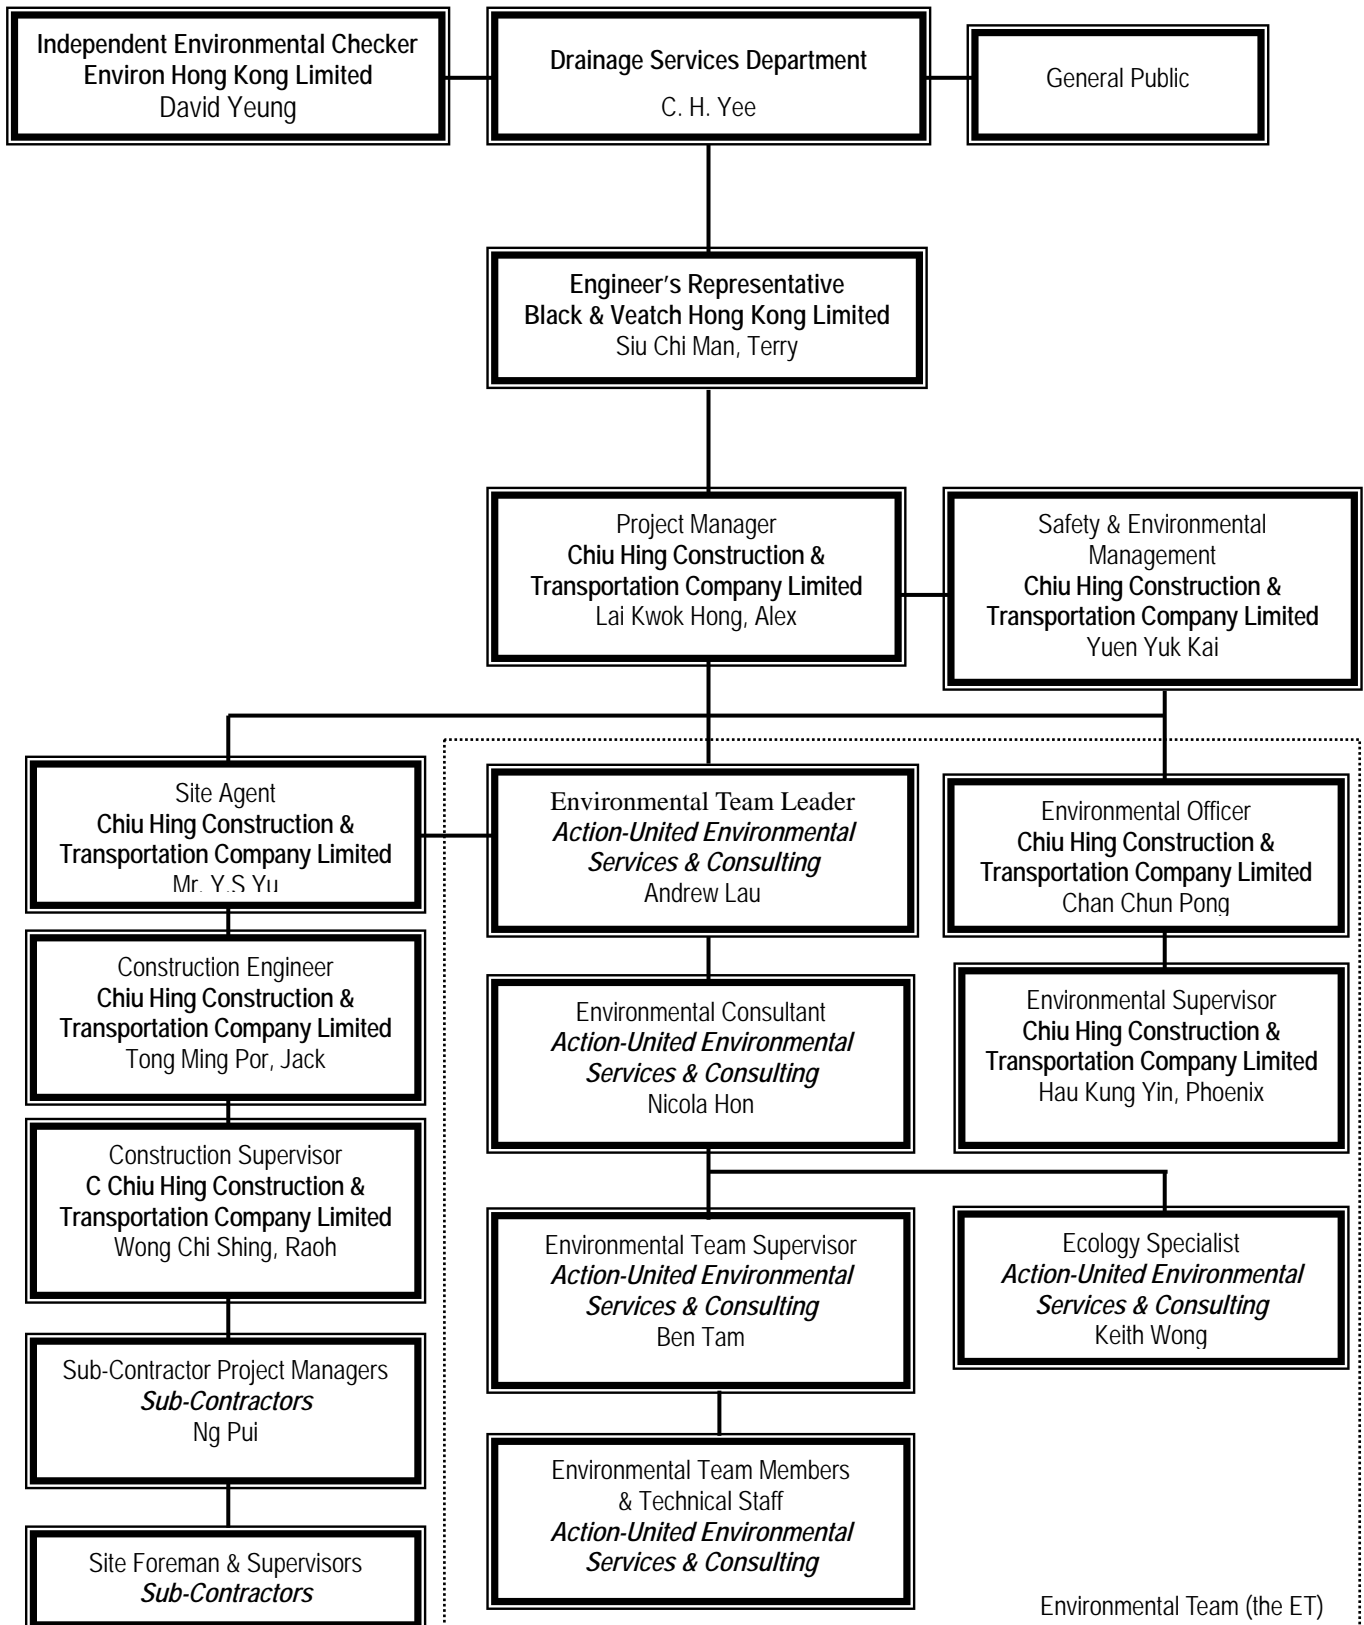 Independent Environmental Checker
Environ Hong Kong Limited
David Yeung
Drainage Services Department
C. H. Yee
General Public
Engineer's Representative
Black & Veatch Hong Kong Limited
Siu Chi Man, Terry
Project Manager
Chiu Hing Construction &
Transportation Company Limited
Lai Kwok Hong, Alex
Safety & Environmental
Management
Chiu Hing Construction &
Transportation Company Limited
Yuen Yuk Kai
Site Agent
Chiu Hing Construction &
Transportation Company Limited
Mr. Y.S Yu
Environmental Team Leader
Action-United Environmental
Services & Consulting
Andrew Lau
Environmental Officer
Chiu Hing Construction &
Transportation Company Limited
Chan Chun Pong
Construction Engineer
Chiu Hing Construction &
Transportation Company Limited
Tong Ming Por, Jack
Environmental Consultant
Action-United Environmental
Services & Consulting
Nicola Hon
Environmental Supervisor
Chiu Hing Construction &
Transportation Company Limited
Hau Kung Yin, Phoenix
Construction Supervisor
C Chiu Hing Construction &
Transportation Company Limited
Wong Chi Shing, Raoh
Environmental Team Supervisor
Action-United Environmental
Services & Consulting
Ben Tam
Ecology Specialist
Action-United Environmental
Services & Consulting
Keith Wong
Sub-Contractor Project Managers
Sub-Contractors
Ng Pui
Environmental Team Members
& Technical Staff
Action-United Environmental
Services & Consulting
Site Foreman & Supervisors
Sub-Contractors
Environmental Team (the ET)